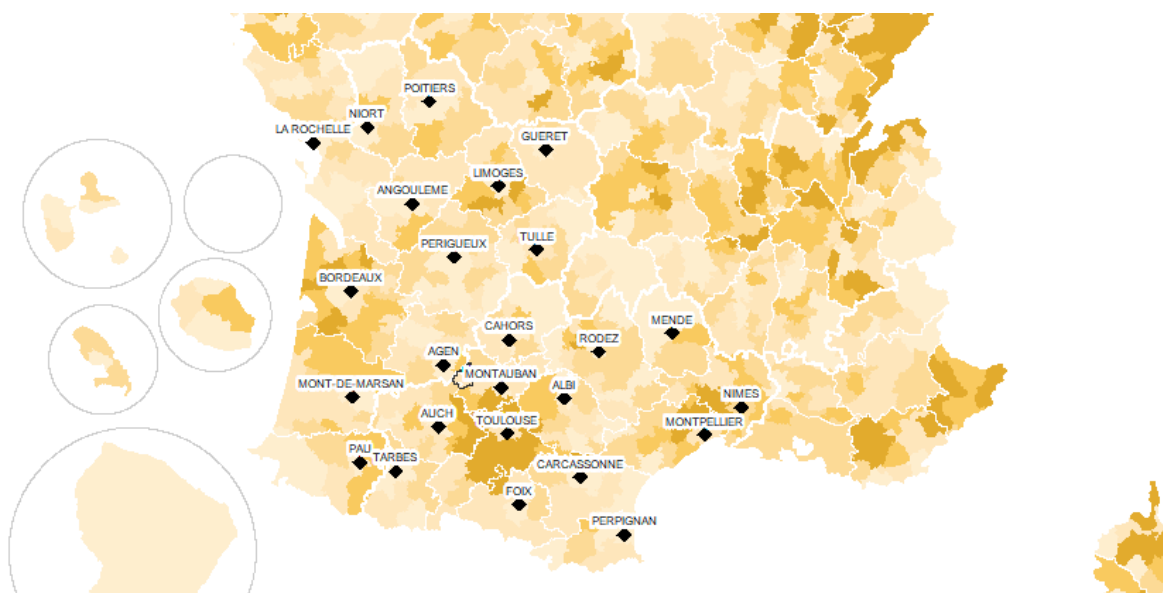 POITIERS
NIORT
LA ROCHELLE
GUERET
LIMOGES
ANGOULEME
PERIGUEUX
TULLE
BORDEAUX
CAHORS
MENDE
RODEZ
AGEN
MONTAUBAN
MONT-DE-MARSAN
ALBI
NIMES
AUCH
TOULOUSE
MONTPELLIER
PAU
TARBES
CARCASSONNE
FOIX
PERPIGNAN